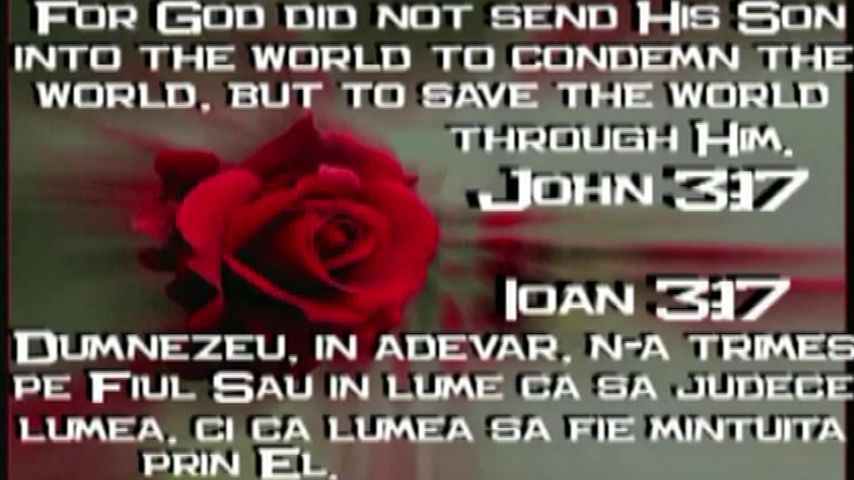 For God did not send His Son
into the world to condemn the
world, but to save the world
through Him.
John 3:17
Ioan 3:17
Dumnezeu, in adevar, n-a trimes
pe Fiul Sau in lume ca sa judece
lumea, ci ca lumea sa fie mintuita
prin El.